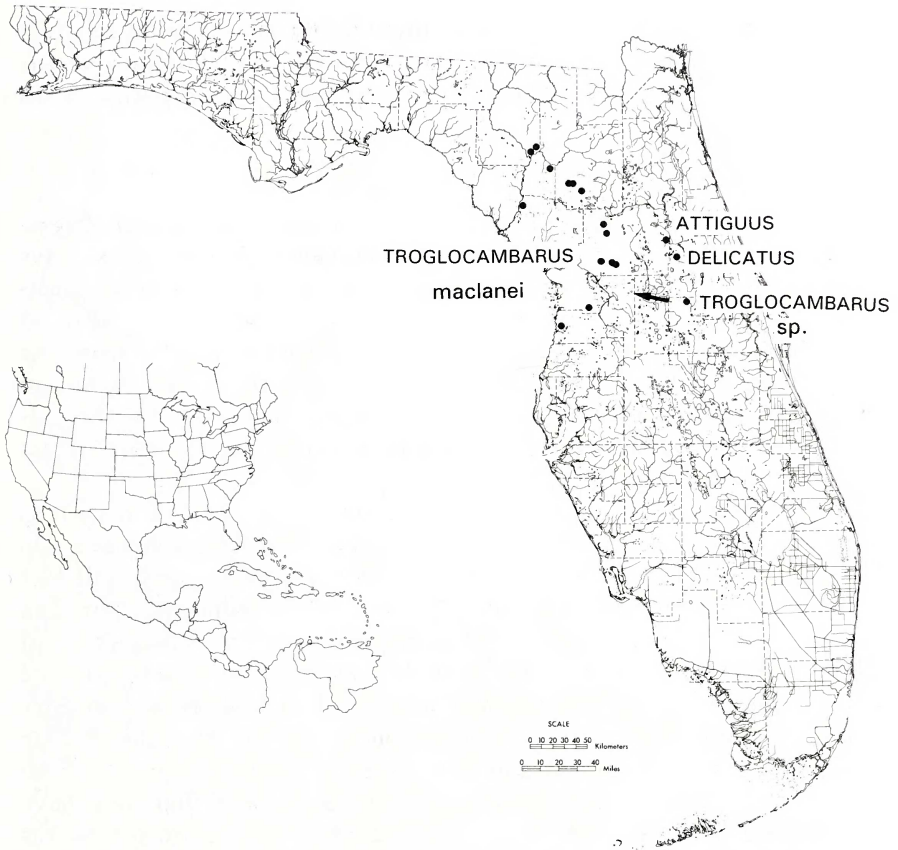 ATTIGUUS
DELICATUS
TROGLOCAMBARUS
maclanei
TROGLOCAMBARUS
sp.
SCALE
0 10 20 30 40 50 Kilometers
0 10 20 30 40 Miles